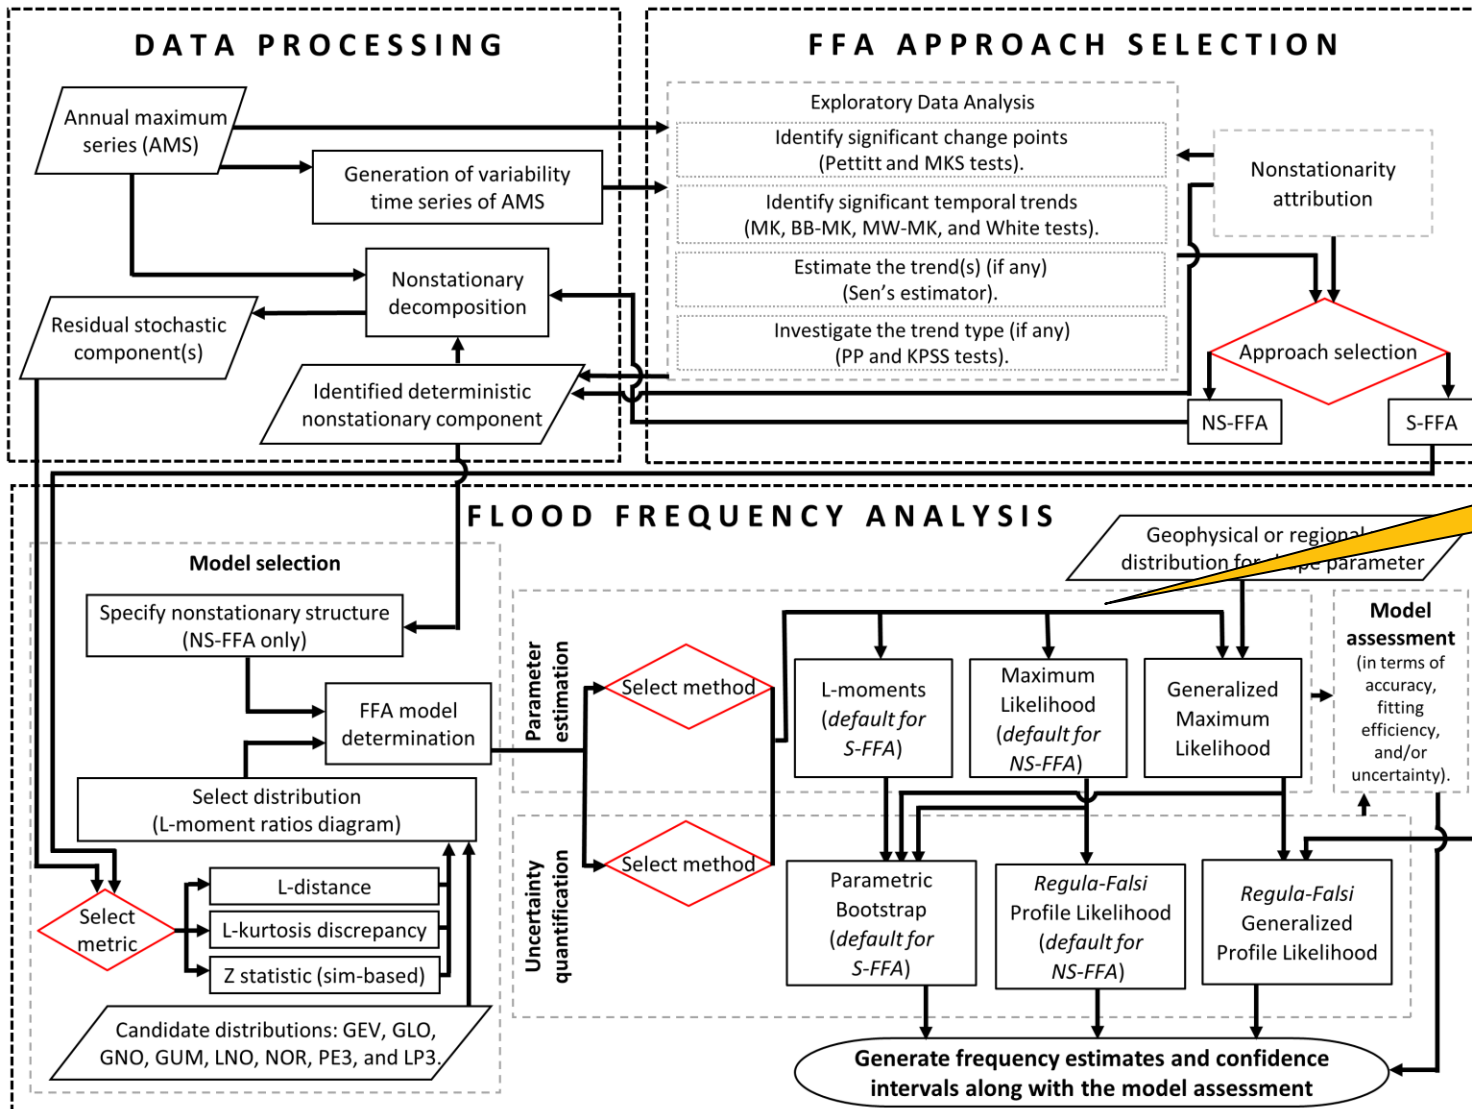 DATA PROCESSING
Annual maximum
series (AMS)
Generation of variability
time series of AMS
Nonstationary
decomposition
Residual stochastic
component(s)
Identified deterministic
nonstationary component
FFA APPROACH SELECTION
Exploratory Data Analysis
Identify significant change points
(Pettitt and MKS tests).
Identify significant temporal trends
(MK, BB-MK, MW-MK, and White tests).
Estimate the trend(s) (if any)
(Sen's estimator).
Investigate the trend type (if any)
(PP and KPSS tests).
Nonstationarity
attribution
Approach selection
NS-FFA
S-FFA
FLOOD FREQUENCY ANALYSIS
Model selection
Specify nonstationary structure
(NS-FFA only)
FFA model
determination
Select distribution
(L-moment ratios diagram)
Select
metric
L-distance
L-kurtosis discrepancy
Z statistic (sim-based)
Candidate distributions: GEV, GLO,
GNO, GUM, LNO, NOR, PE3, and LP3.
Parameter
estimation
Select method
Geophysical or regional
distribution for shape parameter
L-moments
(default for
S-FFA)
Maximum
Likelihood
(default for
NS-FFA)
Generalized
Maximum
Likelihood
Model
assessment
(in terms of
accuracy,
fitting
efficiency,
and/or
uncertainty).
Uncertainty
quantification
Select method
Parametric
Bootstrap
(default for
S-FFA)
Regula-Falsi
Profile Likelihood
(default for
NS-FFA)
Regula-Falsi
Generalized
Profile Likelihood
Generate frequency estimates and confidence
intervals along with the model assessment